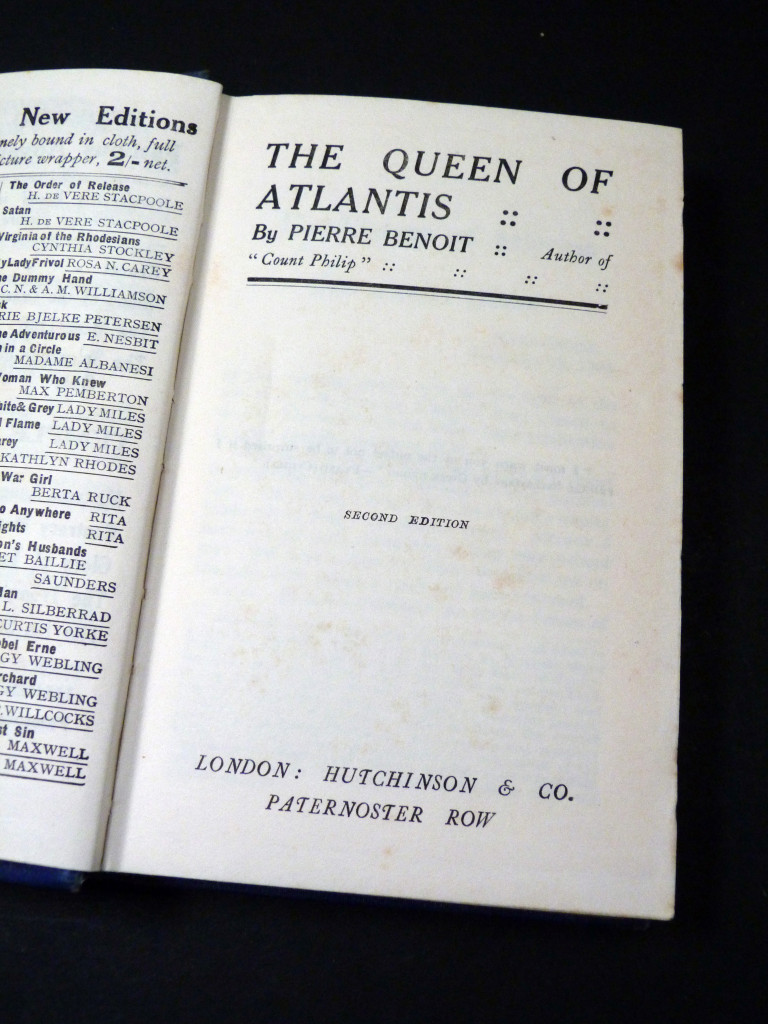 New Editions
in cloth, full
wrapper, 2/- net.
The Order of Release
H. DE VERE STACPOOLE
Satan
H. DE VERE STACPOOLE
Virginia of the Rhodesians
CYNTHIA STOCKLEY
Lady Frivol ROSA N. CAREY
Dummy Hand
C. N. & A. M. WILLIAMSON
BJELKE PETERSEN
Adventurous E. NESBIT
in a Circle
MADAME ALBANESI
Who Knew
MAX PEMBERTON
& Grey LADY MILES
Flame LADY MILES
LADY MILES
KATHLYN RHODES
War Girl
BERTA RUCK
Anywhere RITA
RITA
Husbands
BAILLIE
SAUNDERS
L. SILBERRAD
CURTIS YORKE
Erne
WEBLING
WEBLING
WILLCOCKS
Sin
MAXWELL
MAXWELL
THE QUEEN OF
ATLANTIS :: ::
By PIERRE BENOIT :: Author of
"Count Philip" :: :: :: ::
SECOND EDITION
LONDON: HUTCHINSON & CO.
PATERNOSTER ROW